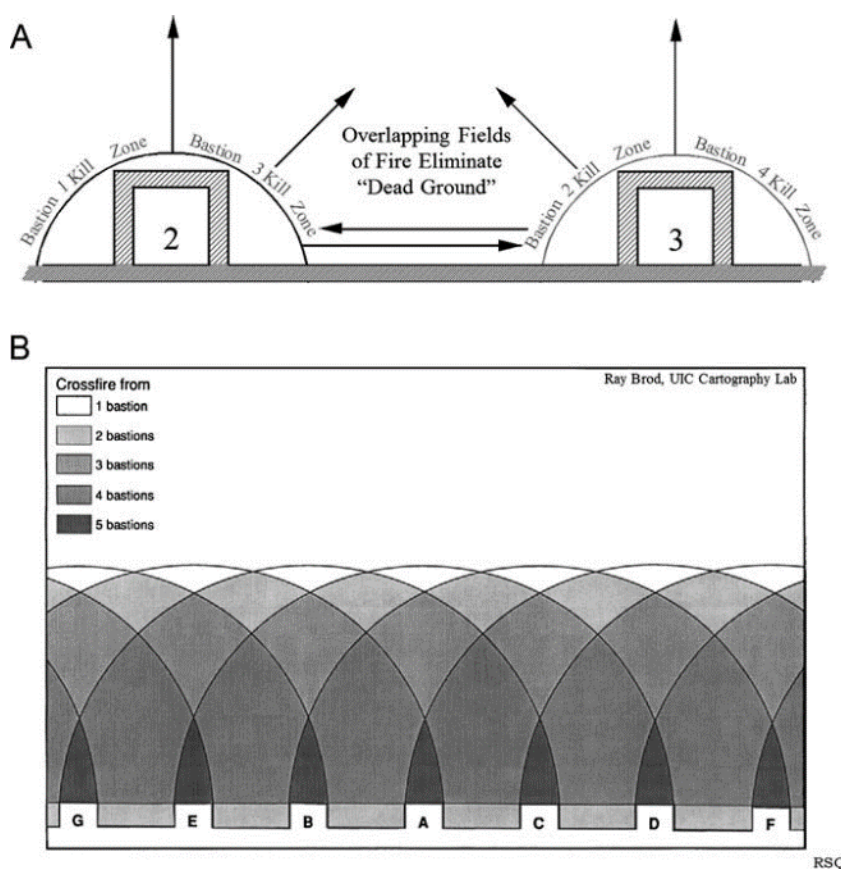 A
Bastion 1 Kill Zone
Bastion 3 Kill Zone
Overlapping Fields
of Fire Eliminate
“Dead Ground”
Bastion 2 Kill Zone
Bastion 4 Kill Zone
2
3
B
Crossfire from
Ray Brod, UIC Cartography Lab
1 bastion
2 bastions
3 bastions
4 bastions
5 bastions
G E B A C D F
RSQ